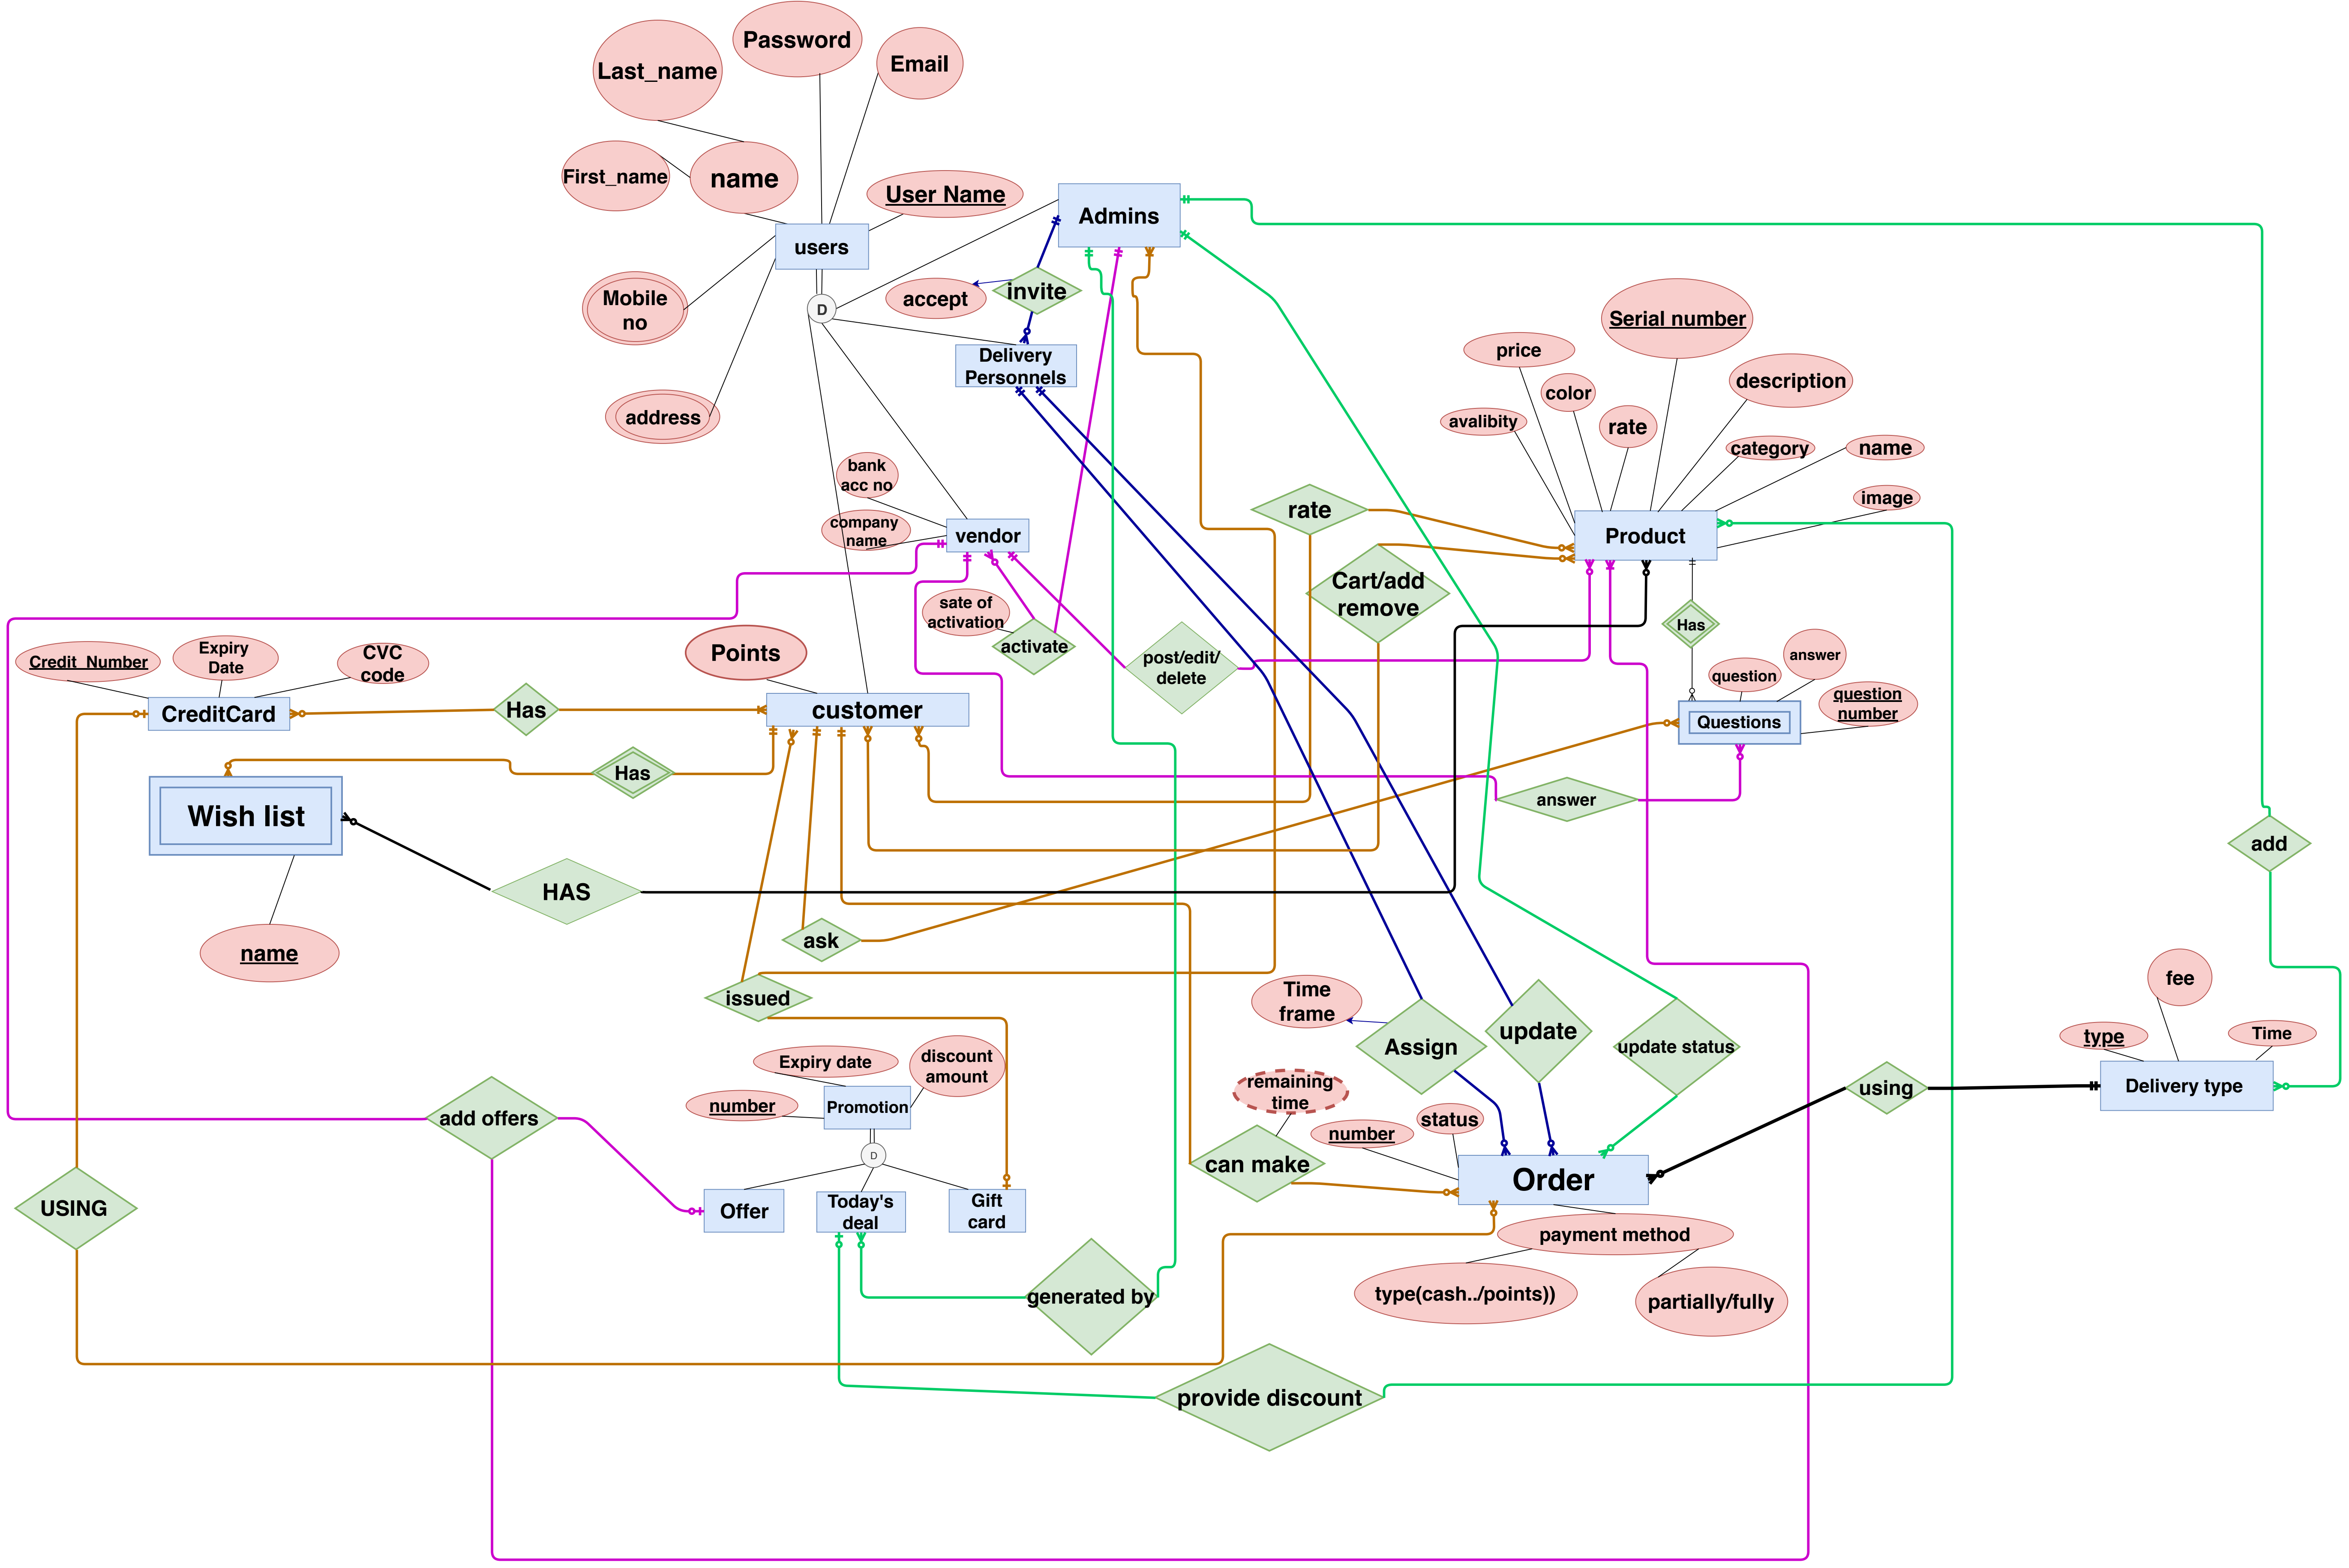 Password
Email
Last_name
First_name
name
User Name
users
Admins
Mobile
no
accept
invite
D
address
Delivery
Personnels
Serial number
price
description
color
avalibity
rate
category
name
image
bank
acc no
company
name
vendor
rate
Product
Cart/add
remove
sate of
activation
activate
post/edit/
delete
Has
answer
question
question
number
Questions
Credit_Number
Expiry
Date
CVC
code
Points
CreditCard
Has
customer
Has
Wish list
answer
add
HAS
ask
name
issued
Time
frame
Assign
update
update status
fee
type
Time
Delivery type
using
Expiry date
discount
amount
number
Promotion
D
add offers
remaining
time
number
status
can make
Order
USING
Offer
Today's
deal
Gift
card
payment method
generated by
type(cash../points))
partially/fully
provide discount